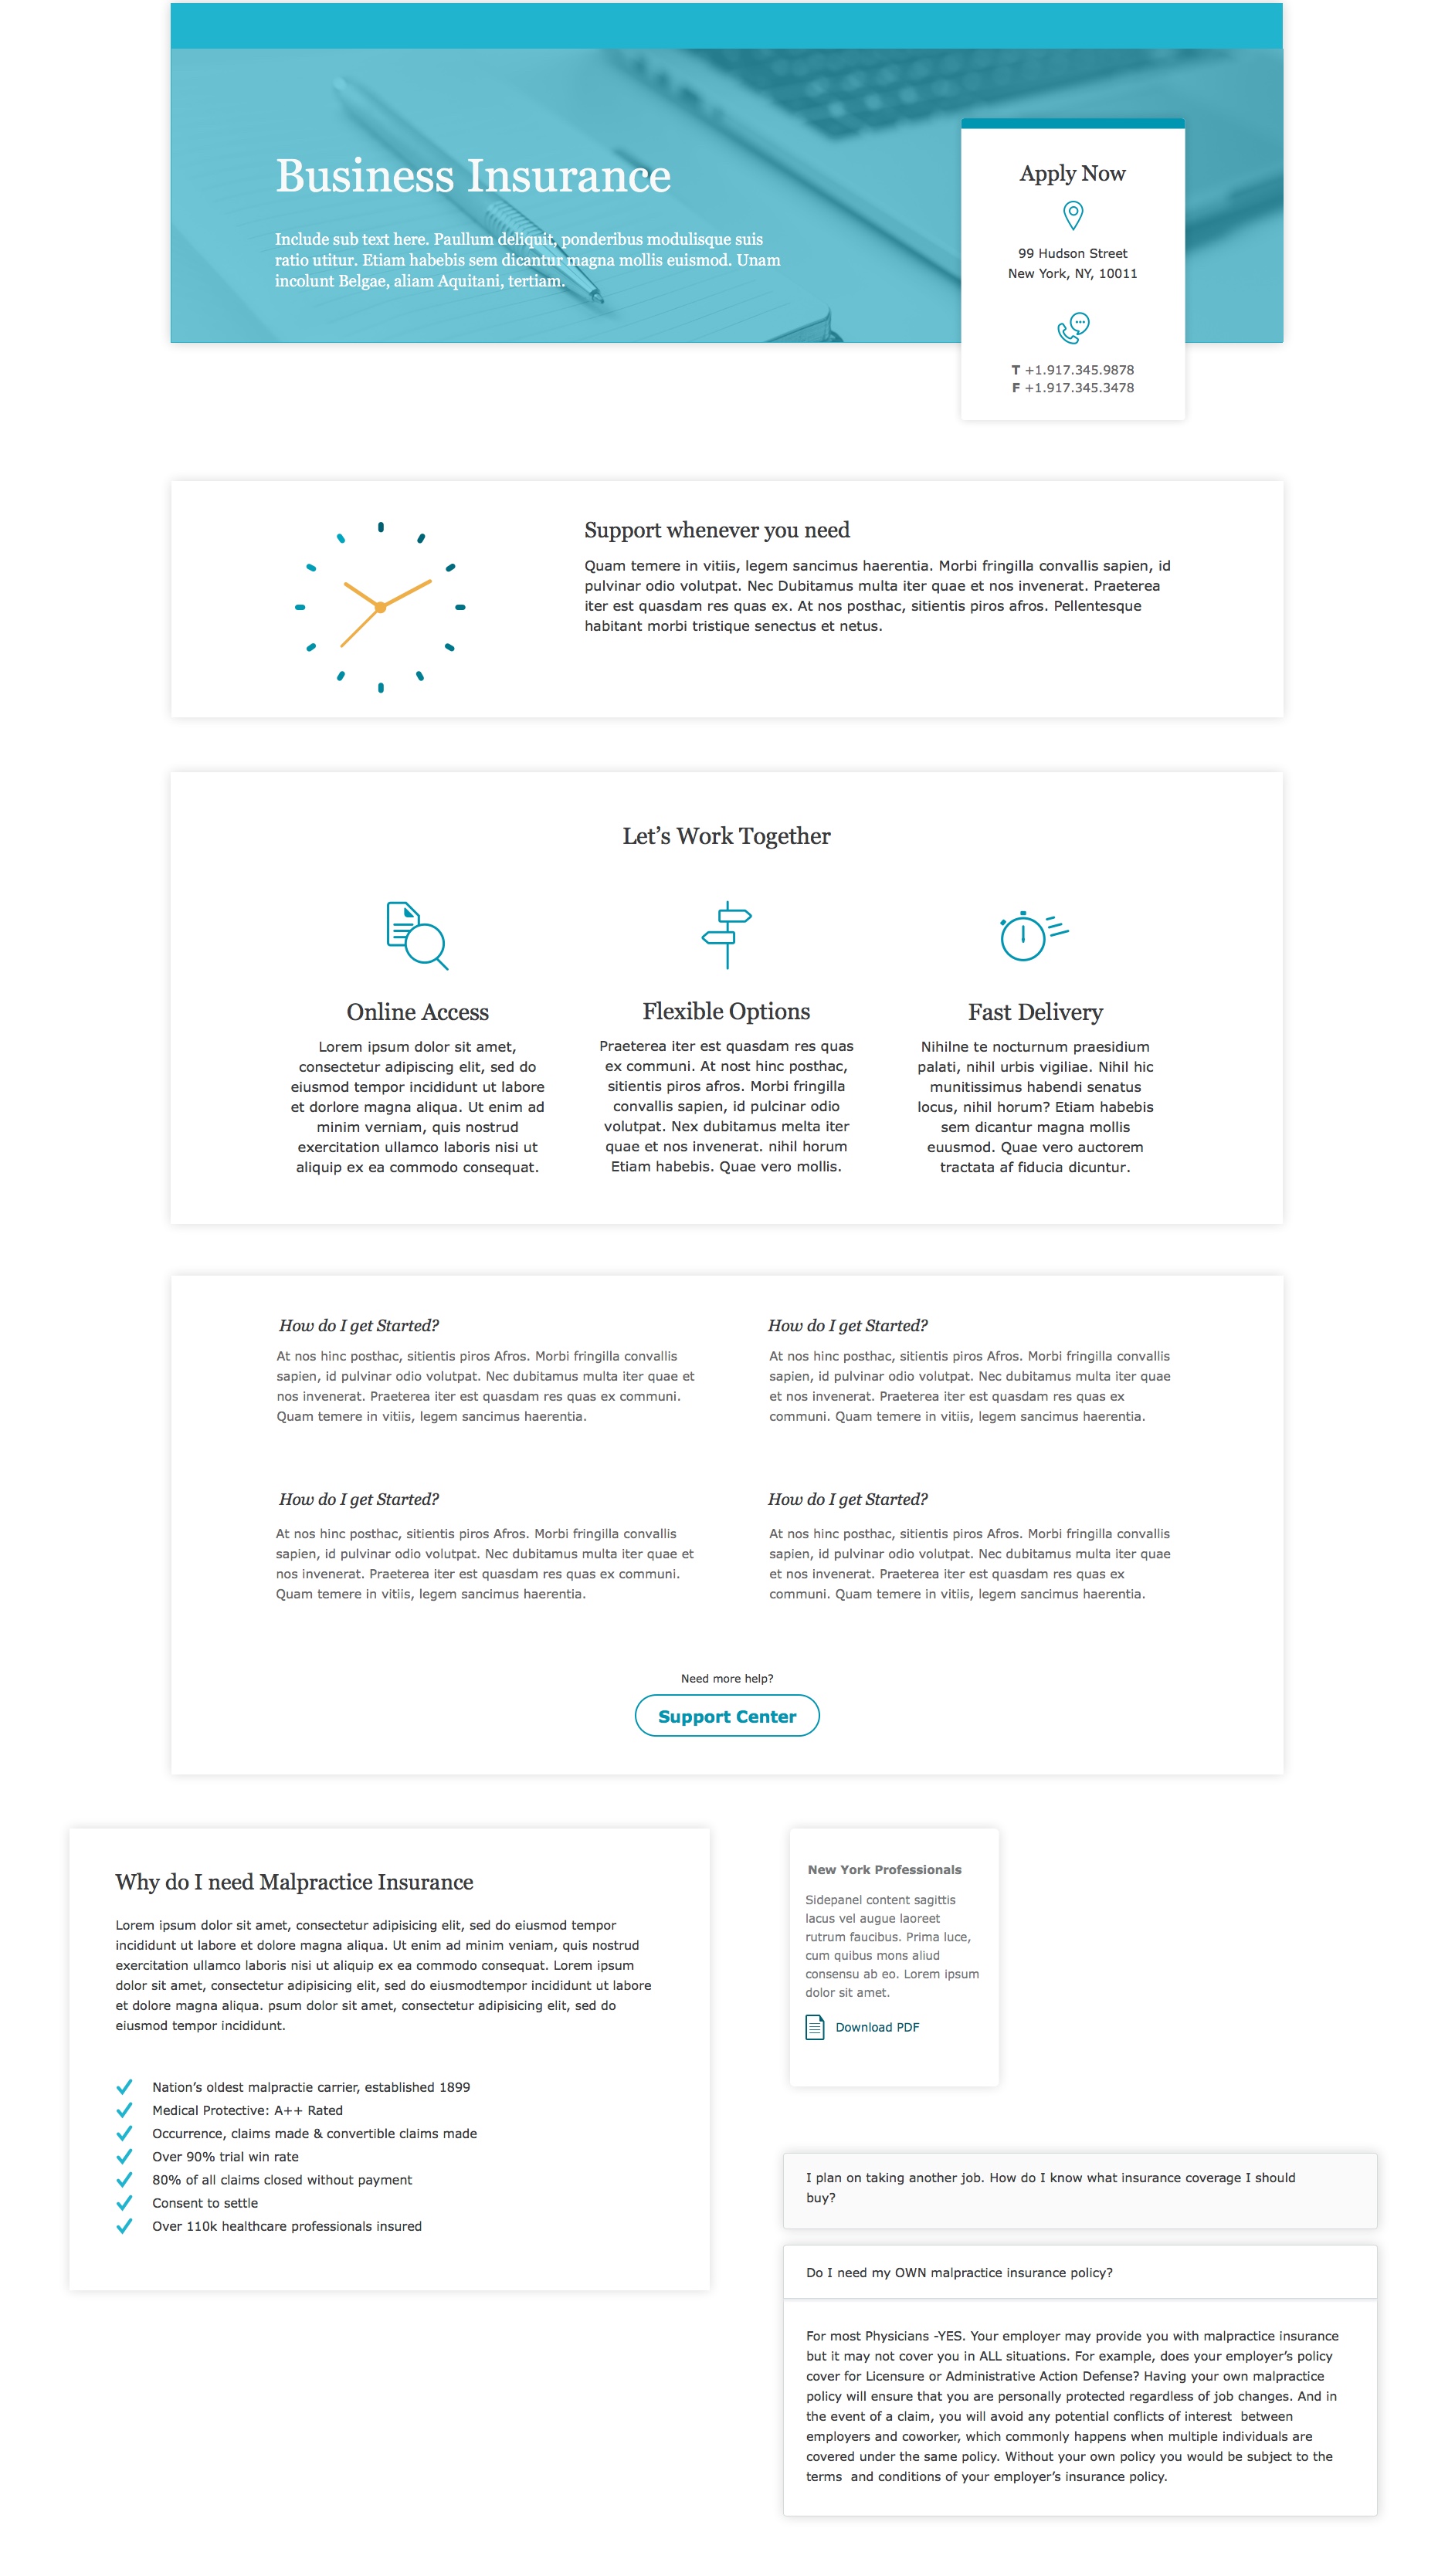 Business Insurance
Include sub text here. Paullum deliquit, ponderibus modulisque suis
ratio utitur. Etiam habebis sem dicantur magna mollis euismod. Unam
incolunt Belgae, aliam Aquitani, tertiam.
Apply Now
99 Hudson Street
New York, NY, 10011
T +1.917.345.9878
F +1.917.345.3478
Support whenever you need
Quam temere in vitiis, legem sancimus haerentia. Morbi fringilla convallis sapien, id
pulvinar odio volutpat. Nec Dubitamus multa iter quae et nos invenerat. Praeterea
iter est quasdam res quas ex. At nos posthac, sitientis piros afros. Pellentesque
habitant morbi tristique senectus et netus.
Let’s Work Together
Online Access
Lorem ipsum dolor sit amet,
consectetur adipiscing elit, sed do
eiusmod tempor incididunt ut labore
et dorlore magna aliqua. Ut enim ad
minim verniam, quis nostrud
exercitation ullamco laboris nisi ut
aliquip ex ea commodo consequat.
Flexible Options
Praeterea iter est quasdam res quas
ex communi. At nost hinc posthac,
sitientis piros afros. Morbi fringilla
convallis sapien, id pulcinar odio
volutpat. Nex dubitamus melta iter
quae et nos invenerat. nihil horum
Etiam habebis. Quae vero mollis.
Fast Delivery
Nihilne te nocturnum praesidium
palati, nihil urbis vigiliae. Nihil hic
munitissimus habendi senatus
locus, nihil horum? Etiam habebis
sem dicantur magna mollis
euusmod. Quae vero auctorem
tractata af fiducia dicuntur.
How do I get Started?
At nos hinc posthac, sitientis piros Afros. Morbi fringilla convallis
sapien, id pulvinar odio volutpat. Nec dubitamus multa iter quae et
nos invenerat. Praeterea iter est quasdam res quas ex communi.
Quam temere in vitiis, legem sancimus haerentia.
How do I get Started?
At nos hinc posthac, sitientis piros Afros. Morbi fringilla convallis
sapien, id pulvinar odio volutpat. Nec dubitamus multa iter quae
et nos invenerat. Praeterea iter est quasdam res quas ex
communi. Quam temere in vitiis, legem sancimus haerentia.
How do I get Started?
At nos hinc posthac, sitientis piros Afros. Morbi fringilla convallis
sapien, id pulvinar odio volutpat. Nec dubitamus multa iter quae et
nos invenerat. Praeterea iter est quasdam res quas ex communi.
Quam temere in vitiis, legem sancimus haerentia.
How do I get Started?
At nos hinc posthac, sitientis piros Afros. Morbi fringilla convallis
sapien, id pulvinar odio volutpat. Nec dubitamus multa iter quae
et nos invenerat. Praeterea iter est quasdam res quas ex
communi. Quam temere in vitiis, legem sancimus haerentia.
Need more help?
Support Center
Why do I need Malpractice Insurance
Lorem ipsum dolor sit amet, consectetur adipisicing elit, sed do eiusmod tempor
incididunt ut labore et dolore magna aliqua. Ut enim ad minim veniam, quis nostrud
exercitation ullamco laboris nisi ut aliquip ex ea commodo consequat. Lorem ipsum
dolor sit amet, consectetur adipisicing elit, sed do eiusmodtempor incididunt ut labore
et dolore magna aliqua. psum dolor sit amet, consectetur adipisicing elit, sed do
eiusmod tempor incididunt.
Nation’s oldest malpractie carrier, established 1899
Medical Protective: A++ Rated
Occurrence, claims made & convertible claims made
Over 90% trial win rate
80% of all claims closed without payment
Consent to settle
Over 110k healthcare professionals insured
New York Professionals
Sidepanel content sagittis
lacus vel augue laoreet
rutrum faucibus. Prima luce,
cum quibus mons aliud
consensu ab eo. Lorem ipsum
dolor sit amet.
Download PDF
I plan on taking another job. How do I know what insurance coverage I should
buy?
Do I need my OWN malpractice insurance policy?
For most Physicians -YES. Your employer may provide you with malpractice insurance
but it may not cover you in ALL situations. For example, does your employer’s policy
cover for Licensure or Administrative Action Defense? Having your own malpractice
policy will ensure that you are personally protected regardless of job changes. And in
the event of a claim, you will avoid any potential conflicts of interest  between
employers and coworker, which commonly happens when multiple individuals are
covered under the same policy. Without your own policy you would be subject to the
terms  and conditions of your employer’s insurance policy.